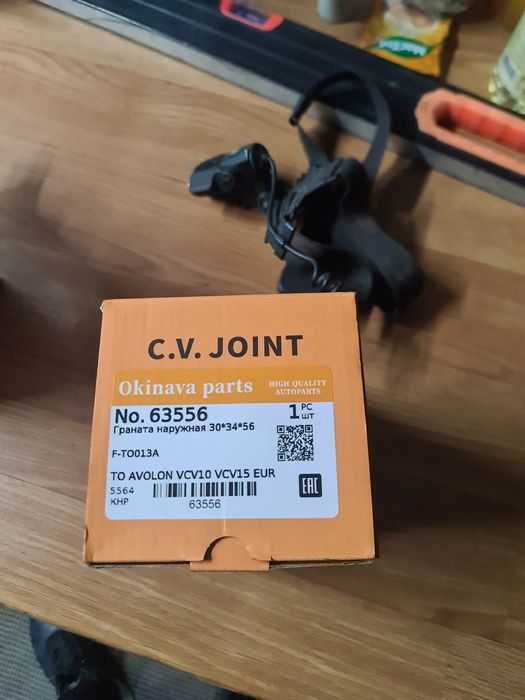 C.V. JOINT
Okinava parts HIGH QUALITY
AUTOPARTS
No. 63556 1 PC
ШТ
Граната наружная 30*34*56
F-TO013A
TO AVOLON VCV10 VCV15 EUR
5564
КНР
63556
EAC